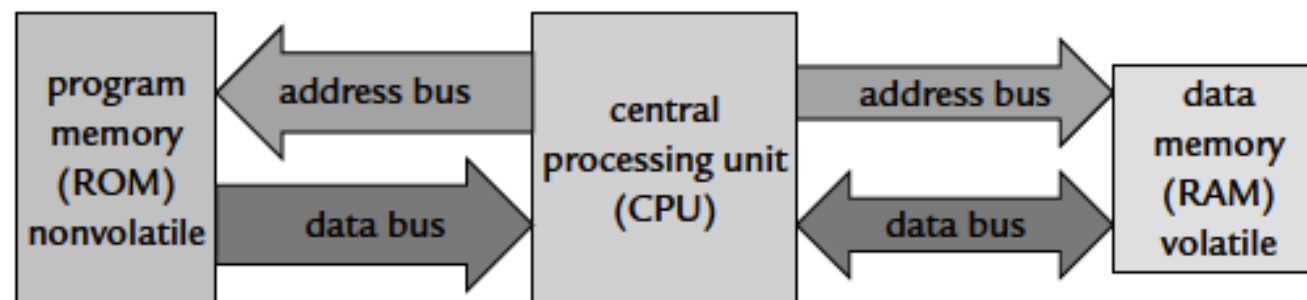 program
memory
(ROM)
nonvolatile
address bus
data bus
central
processing unit
(CPU)
address bus
data bus
data
memory
(RAM)
volatile